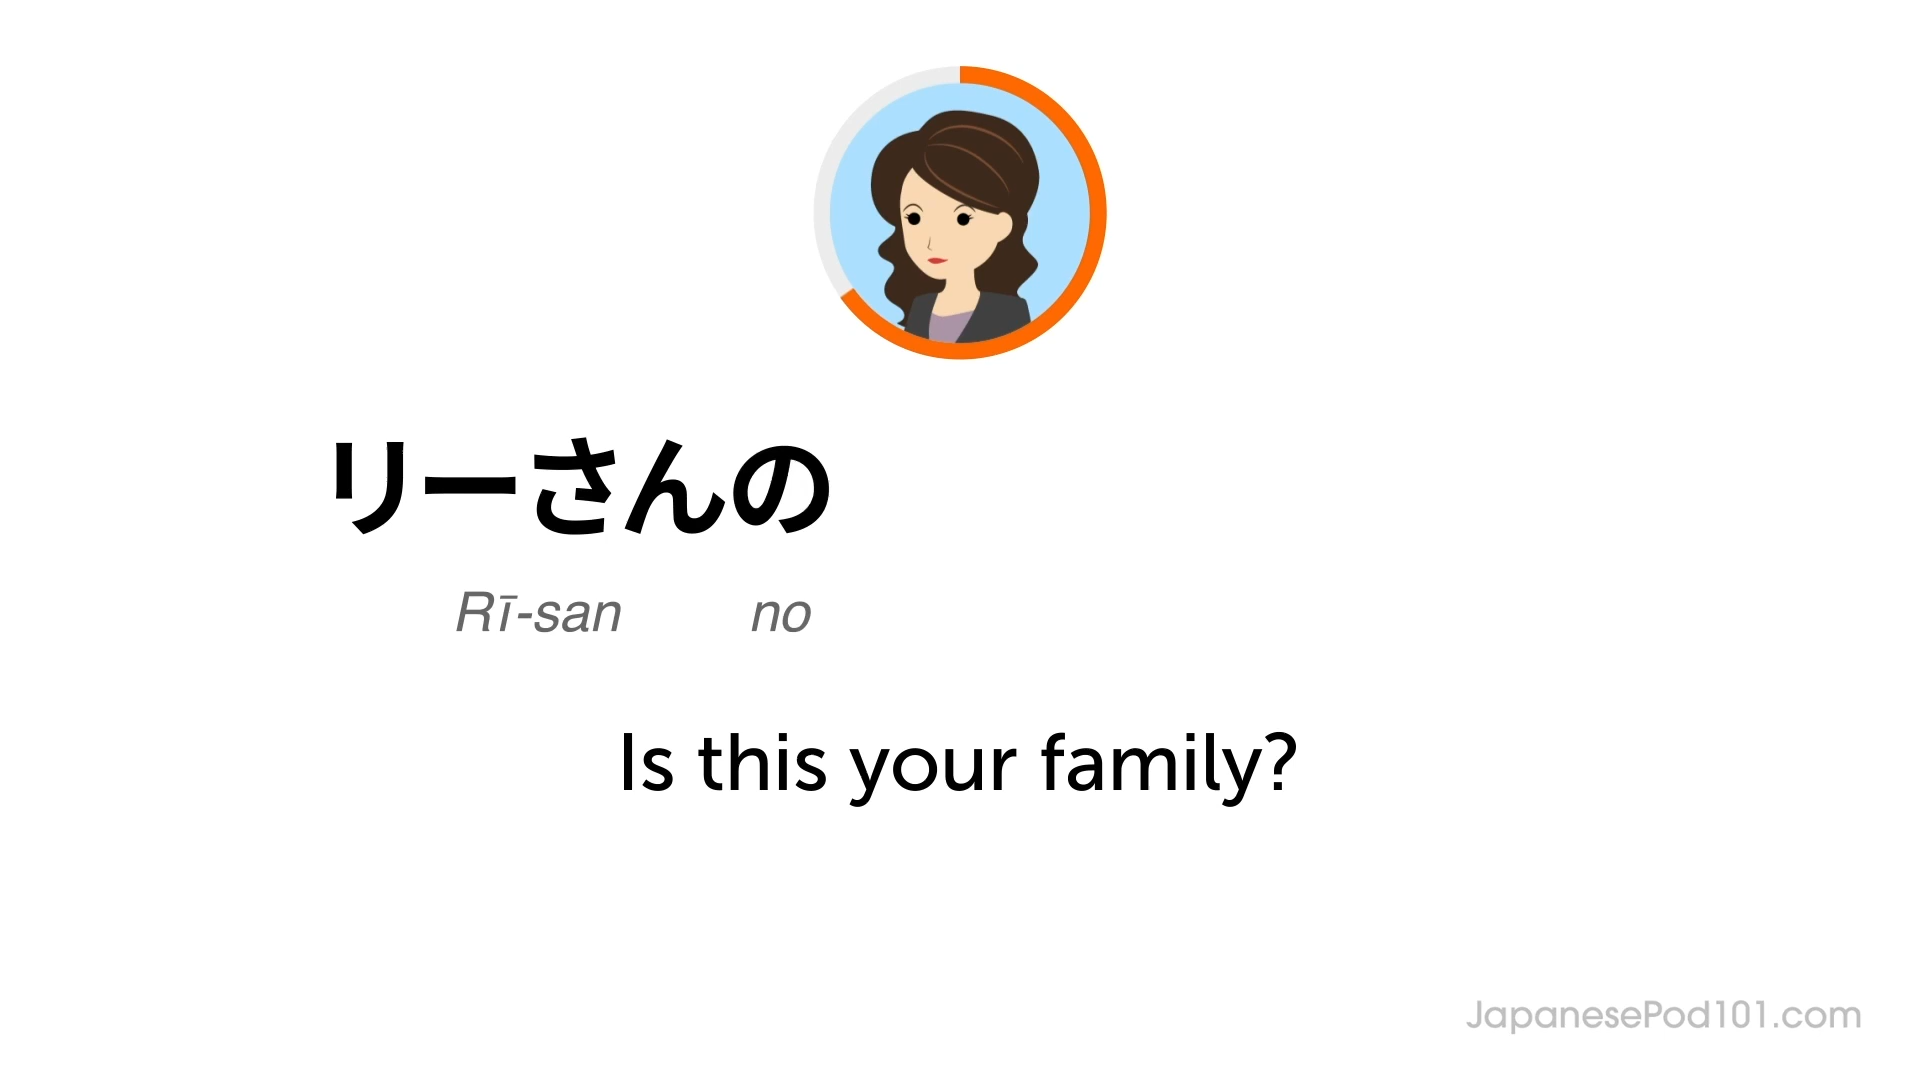 リーさんの
Rī-san no
Is this your family?
JapanesePod101.com